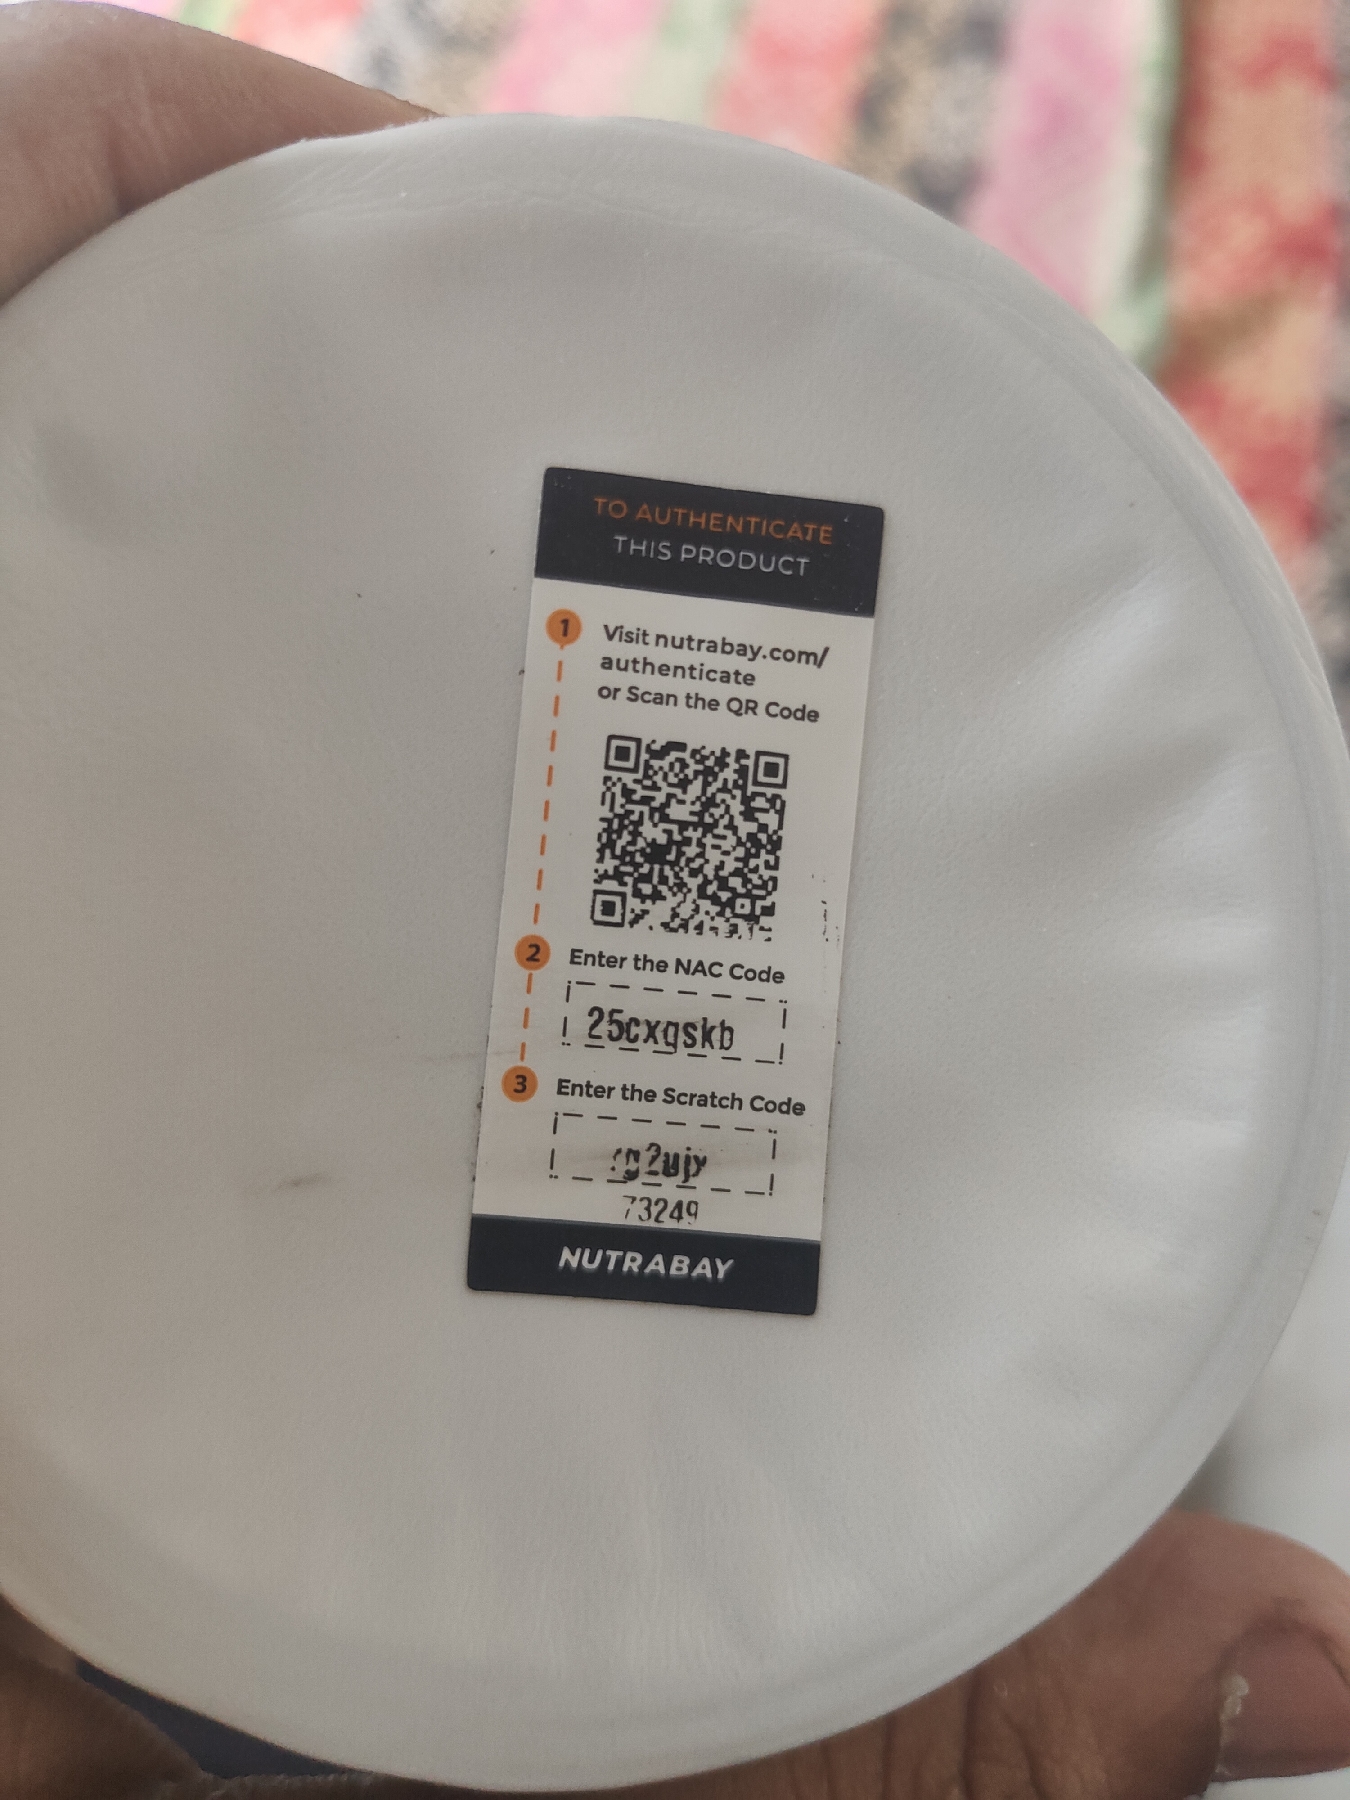 TO AUTHENTICATE
THIS PRODUCT
1
Visit nutrabay.com/
authenticate
or Scan the QR Code
2
Enter the NAC Code
25cxgskb
3
Enter the Scratch Code
73249
NUTRABAY